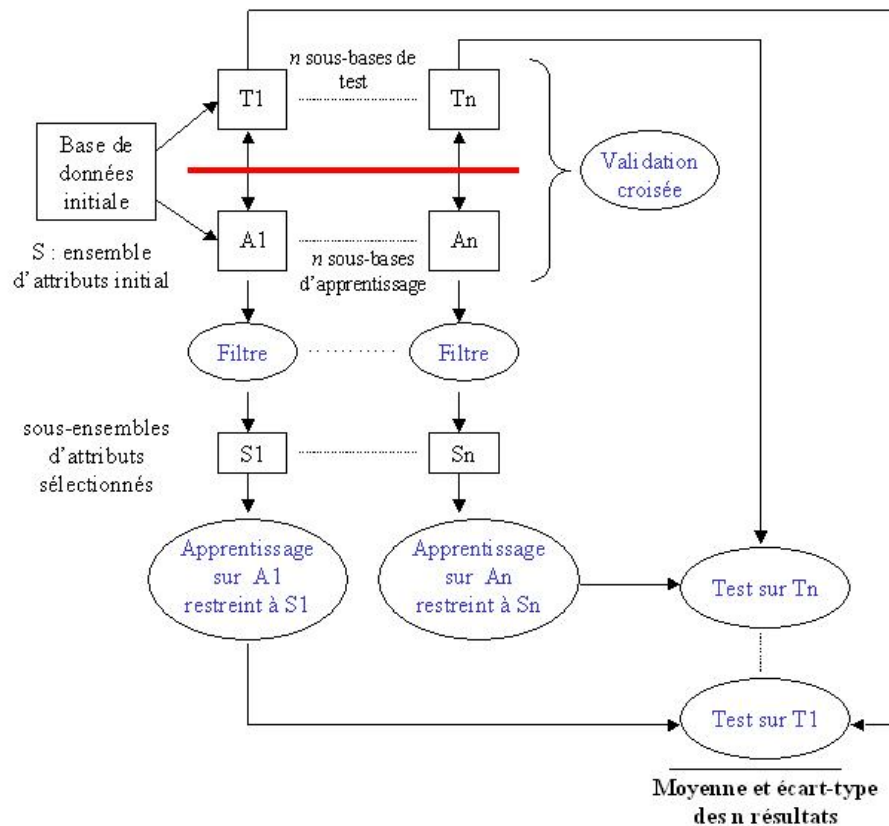 n sous-bases de
test
T1
Tn
Base de
données
initiale
Validation
croisée
A1
An
S : ensemble
d'attributs initial
n sous-bases
d'apprentissage
Filtre
Filtre
sous-ensembles
d'attributs
sélectionnés
S1
Sn
Apprentissage
sur A1
restreint à S1
Apprentissage
sur An
restreint à Sn
Test sur Tn
Test sur T1
Moyenne et écart-type
des n résultats